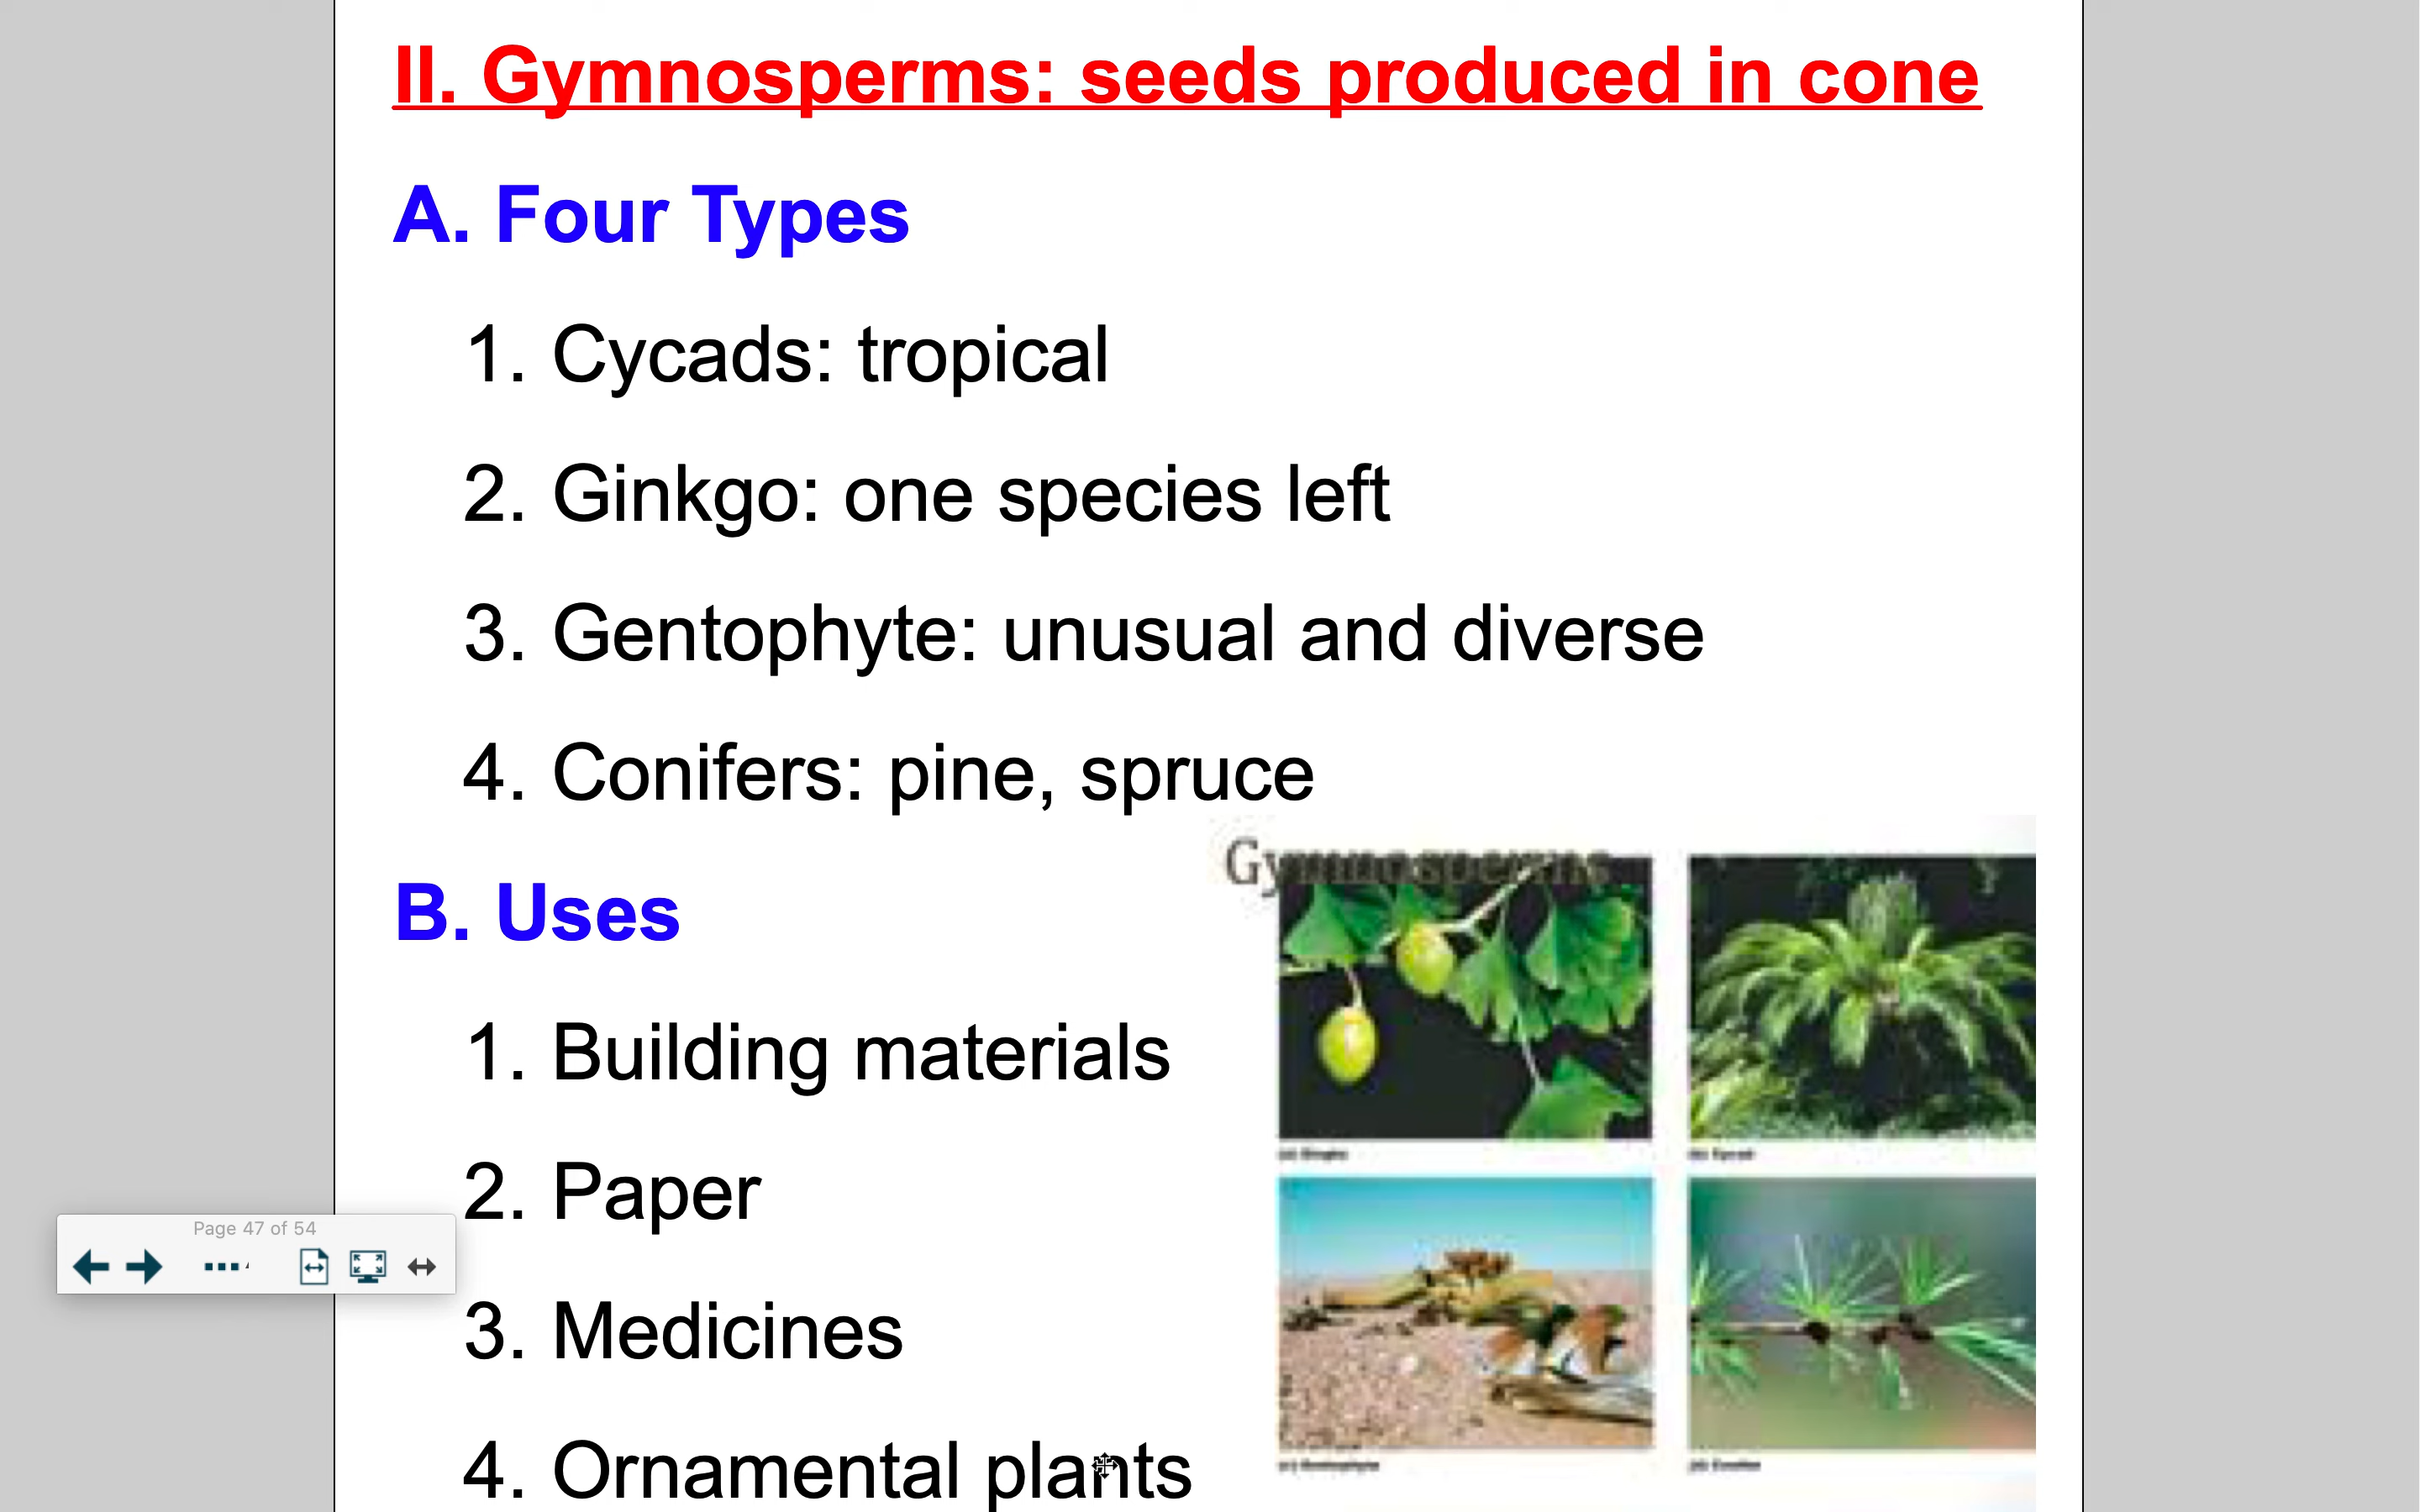 II. Gymnosperms: seeds produced in cone
A. Four Types
1. Cycads: tropical
2. Ginkgo: one species left
3. Gentophyte: unusual and diverse
4. Conifers: pine, spruce
Gymnosperms
B. Uses
1. Building materials
2. Paper
3. Medicines
4. Ornamental plants
Page 47 of 54